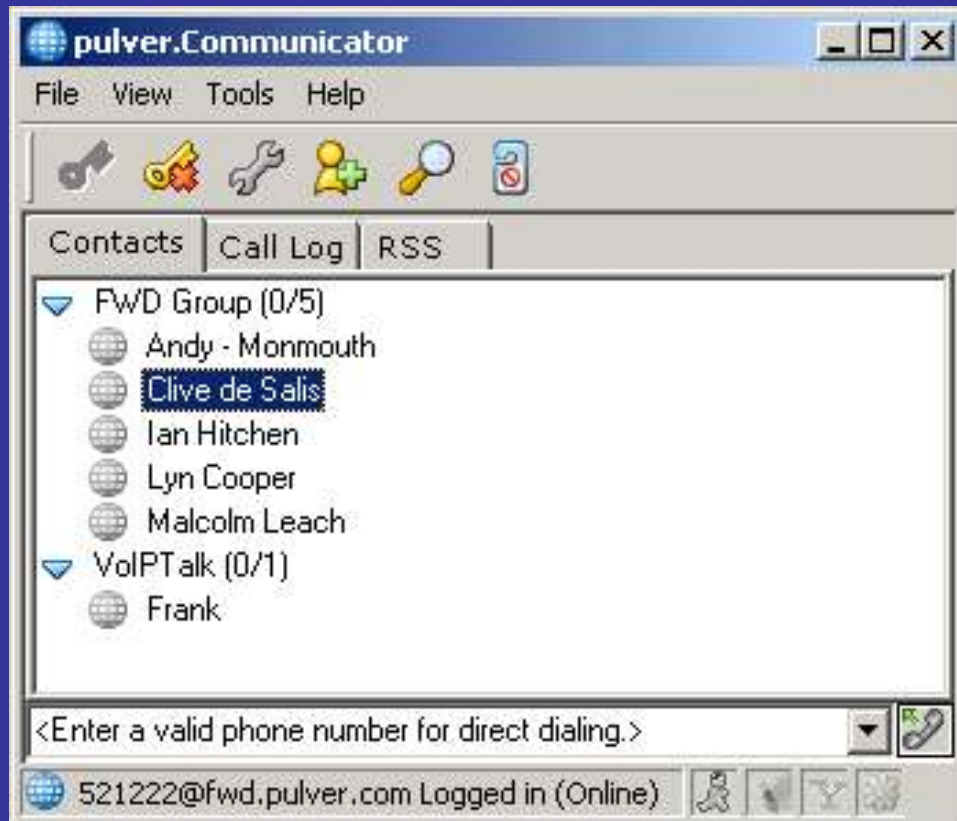 pulver.Communicator
File View Tools Help
Contacts Call Log RSS
FWD Group (0/5)
Andy - Monmouth
Clive de Salis
Ian Hitchen
Lyn Cooper
Malcolm Leach
VoIPTalk (0/1)
Frank
<Enter a valid phone number for direct dialing.>
521222@fwd.pulver.com Logged in (Online)